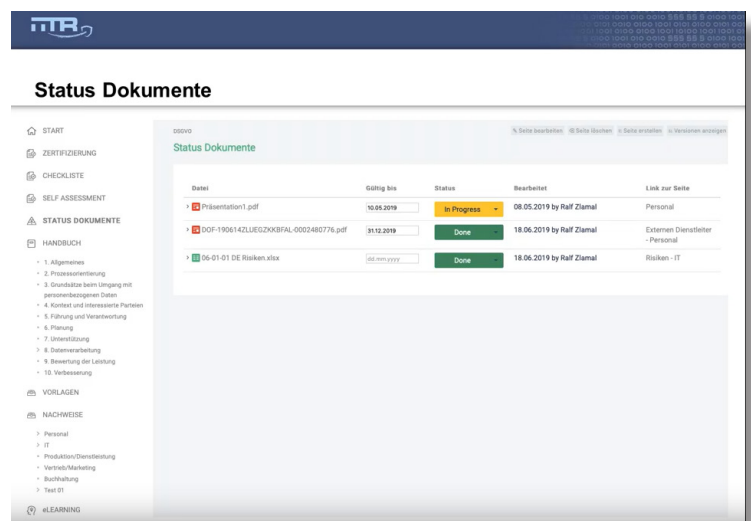 ITR
Status Dokumente
START
ZERTIFIZIERUNG
CHECKLISTE
SELF ASSESSMENT
STATUS DOKUMENTE
HANDBUCH
1. Allgemeines
2. Prozessorientierung
3. Grundsätze beim Umgang mit
personenbezogenen Daten
4. Kontext und interessierte Parteien
5. Führung und Verantwortung
6. Planung
7. Unterstützung
8. Datenverarbeitung
9. Bewertung der Leistung
10. Verbesserung
VORLAGEN
NACHWEISE
Personal
IT
Produktion/Dienstleistung
Vertrieb/Marketing
Buchhaltung
Test 01
eLEARNING
DSGVO
Seite bearbeiten Seite löschen Seite erstellen Versionen anzeigen
Status Dokumente
Datei Gültig bis Status Bearbeitet Link zur Seite
Präsentation1.pdf 10.05.2019 In Progress 08.05.2019 by Ralf Zlamal Personal
DOF-190614ZLUEGZKKBFAL-0002480776.pdf 31.12.2019 Done 18.06.2019 by Ralf Zlamal Externen Dienstleiter
- Personal
06-01-01 DE Risiken.xlsx dd.mm.yyyy Done 18.06.2019 by Ralf Zlamal Risiken - IT